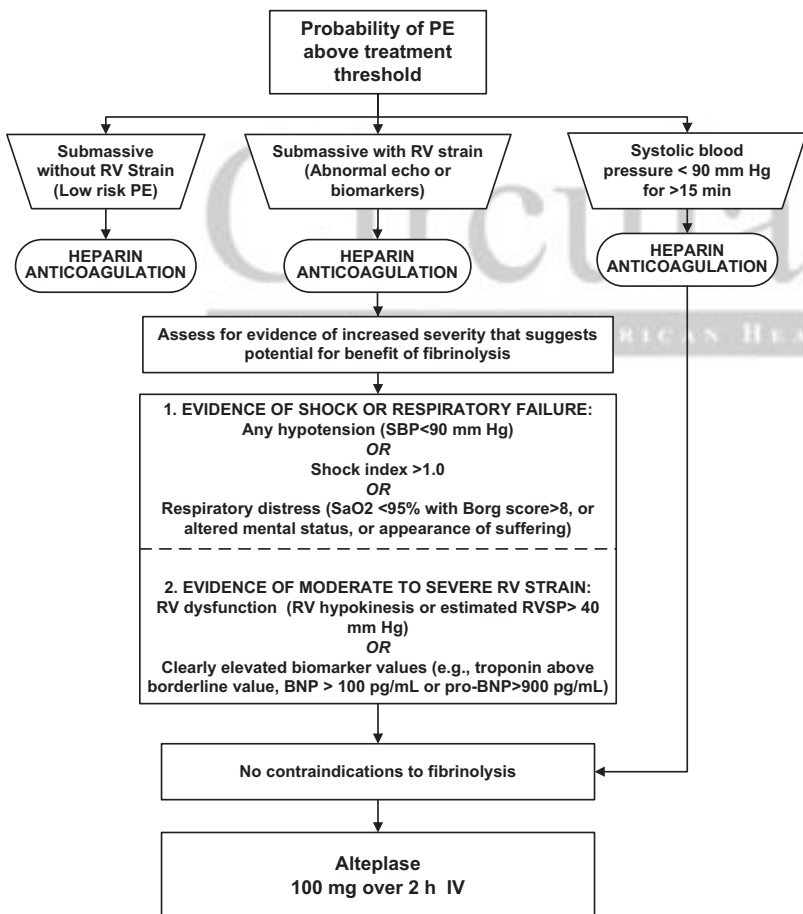 Probability of PE
above treatment
threshold
Submassive
without RV Strain
(Low risk PE)
Submassive with RV strain
(Abnormal echo or
biomarkers)
Systolic blood
pressure < 90 mm Hg
for >15 min
HEPARIN
ANTICOAGULATION
HEPARIN
ANTICOAGULATION
HEPARIN
ANTICOAGULATION
Assess for evidence of increased severity that suggests
potential for benefit of fibrinolysis
1. EVIDENCE OF SHOCK OR RESPIRATORY FAILURE:
Any hypotension (SBP<90 mm Hg)
OR
Shock index >1.0
OR
Respiratory distress (SaO2 <95% with Borg score>8, or
altered mental status, or appearance of suffering)
2. EVIDENCE OF MODERATE TO SEVERE RV STRAIN:
RV dysfunction (RV hypokinesis or estimated RVSP> 40
mm Hg)
OR
Clearly elevated biomarker values (e.g., troponin above
borderline value, BNP > 100 pg/mL or pro-BNP>900 pg/mL)
No contraindications to fibrinolysis
Alteplase
100 mg over 2 h IV